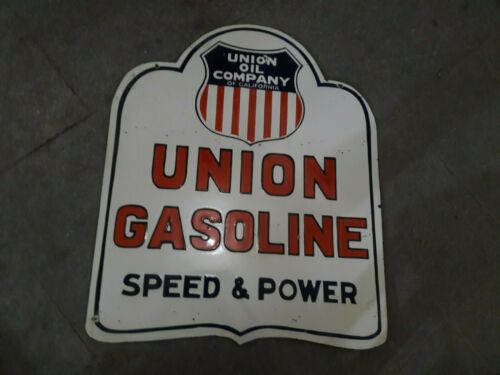 UNION
OIL
COMPANY
OF CALIFORNIA
UNION
GASOLINE
SPEED & POWER